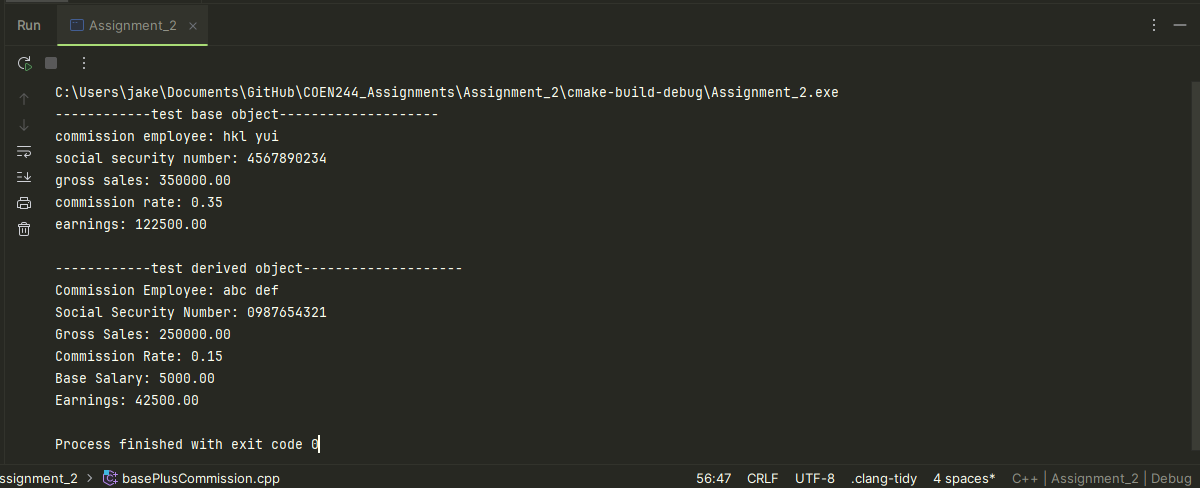 Run Assignment_2
C:\Users\jake\Documents\GitHub\COEN244_Assignments\Assignment_2\cmake-build-debug\Assignment_2.exe
------------test base object--------------------
commission employee: hkl yui
social security number: 4567890234
gross sales: 350000.00
commission rate: 0.35
earnings: 122500.00
------------test derived object--------------------
Commission Employee: abc def
Social Security Number: 0987654321
Gross Sales: 250000.00
Commission Rate: 0.15
Base Salary: 5000.00
Earnings: 42500.00
Process finished with exit code 0
ssignment_2 > basePlusCommission.cpp 56:47 CRLF UTF-8 .clang-tidy 4 spaces* C++ | Assignment_2 | Debug